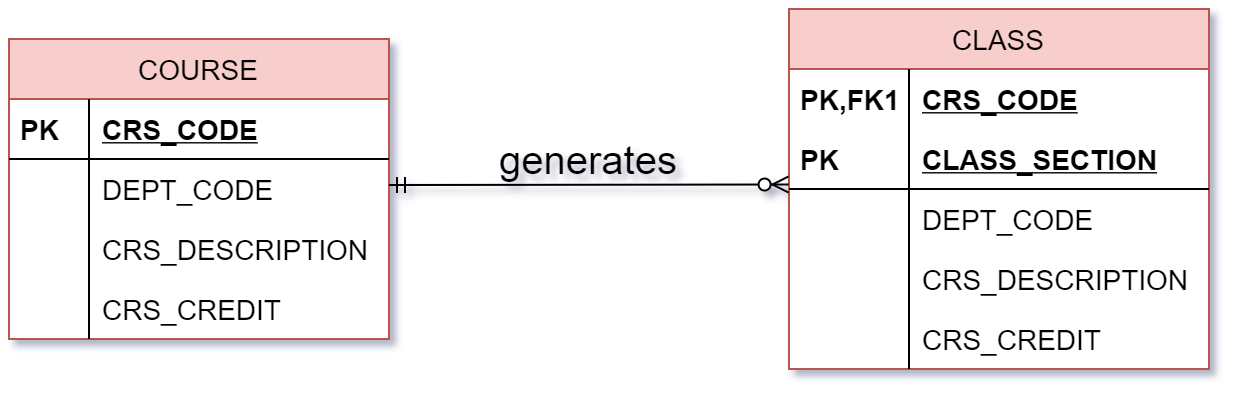 COURSE
PK CRS_CODE
DEPT_CODE
CRS_DESCRIPTION
CRS_CREDIT
generates
CLASS
PK,FK1 CRS_CODE
PK CLASS_SECTION
DEPT_CODE
CRS_DESCRIPTION
CRS_CREDIT